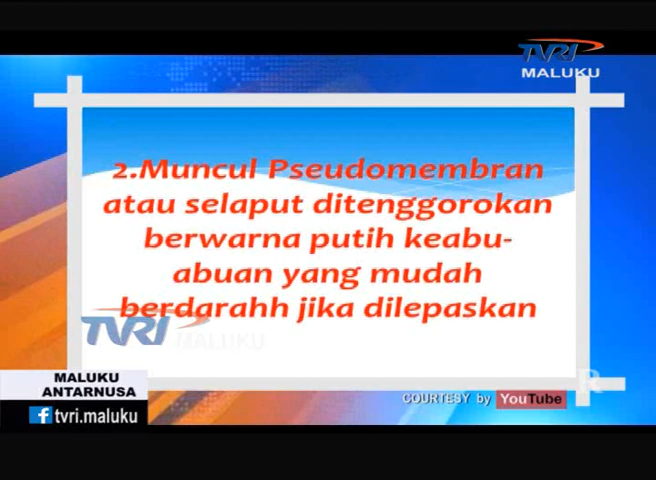 TVRI
MALUKU
2.Muncul Pseudomembran
atau selaput ditenggorokan
berwarna putih keabu-
abuan yang mudah
berdarahh jika dilepaskan
TVRI
MALUKU
R
MALUKU
ANTARNUSA
COURTESY by YouTube
f tvri.maluku